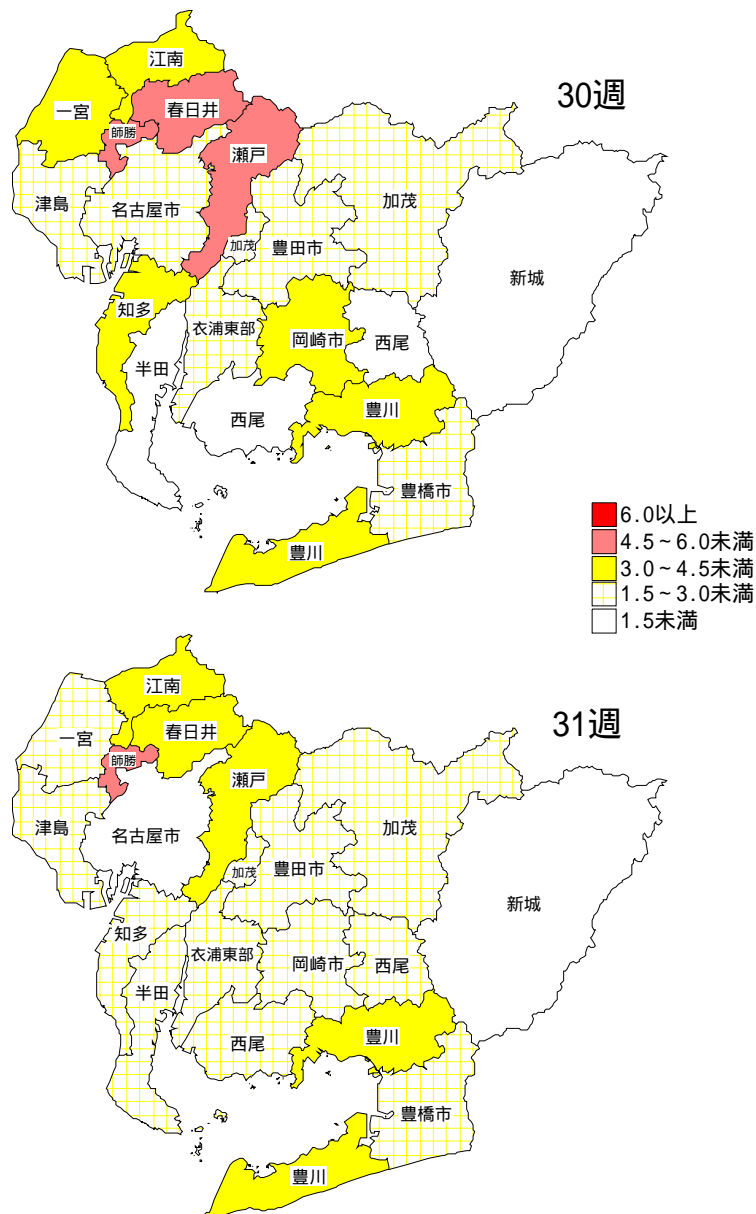 30週
江南
一宮
春日井
師勝
瀬戸
津島
名古屋市
加茂
加茂
豊田市
新城
知多
衣浦東部
岡崎市
西尾
半田
西尾
豊川
豊橋市
豊川
6.0以上
4.5~6.0未満
3.0~4.5未満
1.5~3.0未満
1.5未満
31週
江南
一宮
春日井
師勝
瀬戸
津島
名古屋市
加茂
加茂
豊田市
新城
知多
衣浦東部
岡崎市
西尾
半田
西尾
豊川
豊橋市
豊川